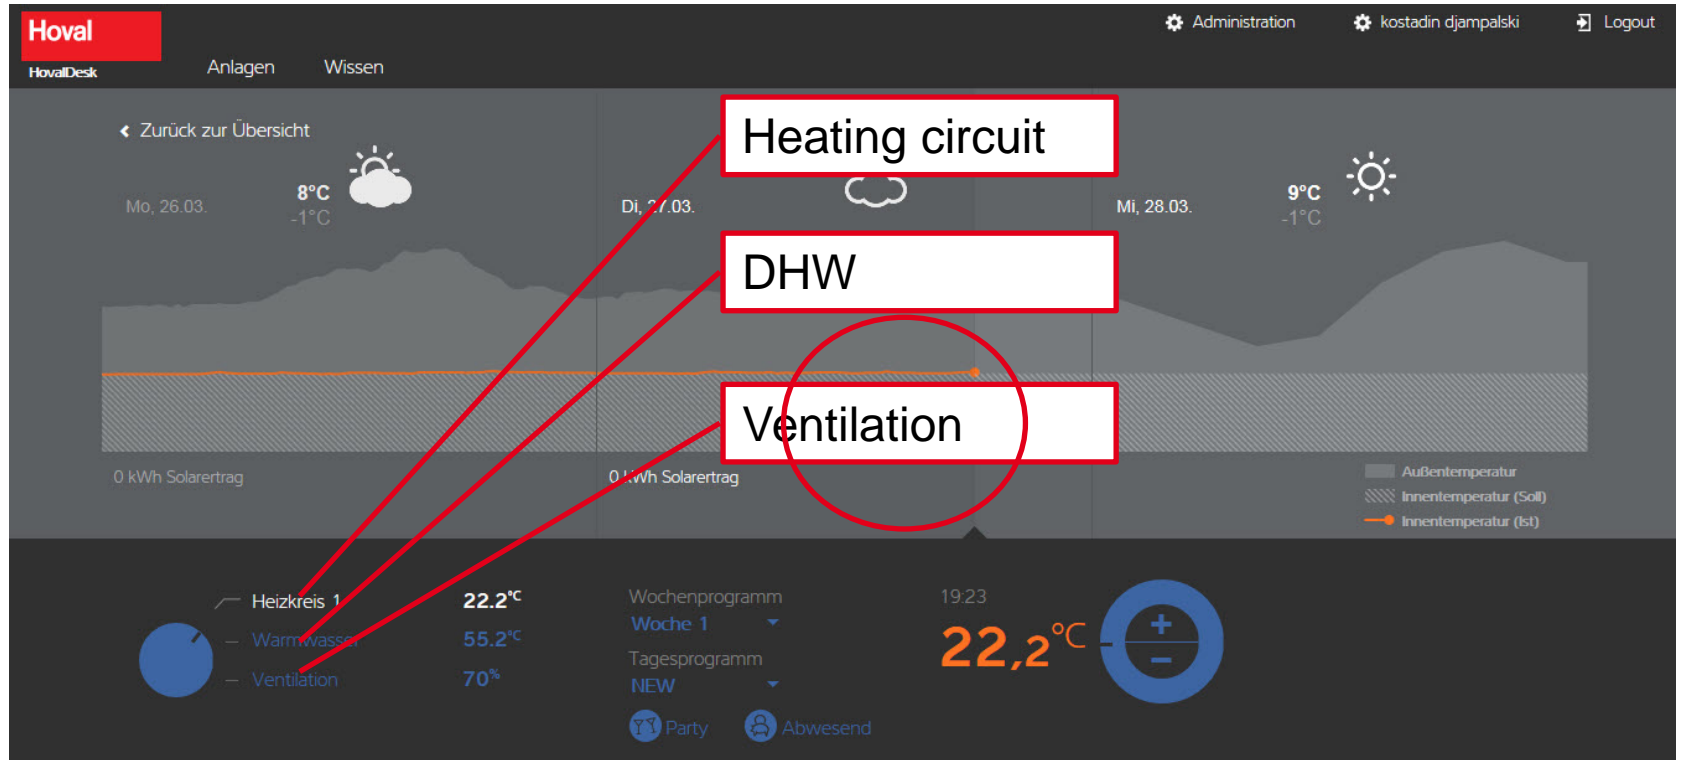 Hoval
HovalDesk
Anlagen Wissen
Administration kostadin djampalski Logout
Zurück zur Übersicht
Heating circuit
Mo, 26.03. 8°C -1°C
Di, 27.03.
Mi, 28.03. 9°C -1°C
DHW
Ventilation
0 kWh Solarertrag
0 kWh Solarertrag
Außentemperatur
Innentemperatur (Soll)
Innentemperatur (Ist)
Heizkreis 1 22.2°C
Warmwasser 55.2°C
Ventilation 70%
Wochenprogramm
Woche 1
Tagesprogramm
NEW
Party Abwesend
19:23
22,2°C
+
−